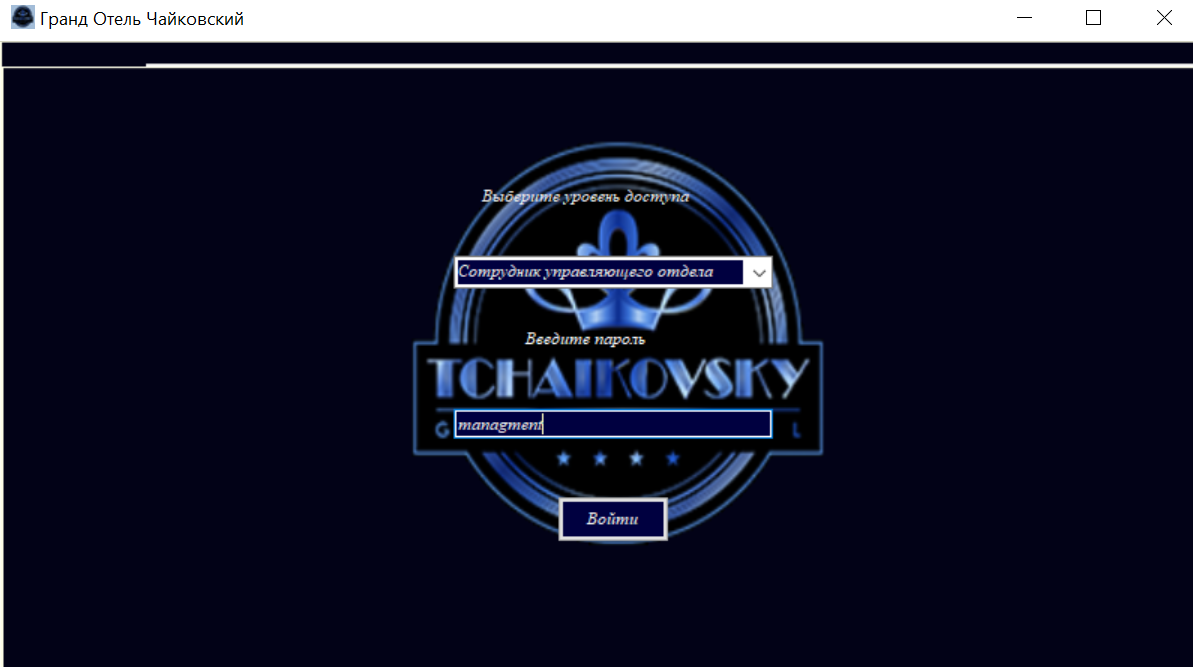 Гранд Отель Чайковский
Выберите уровень доступа
Сотрудник управляющего отдела
Введите пароль
TCHAIKOVSKY
managment
Войти